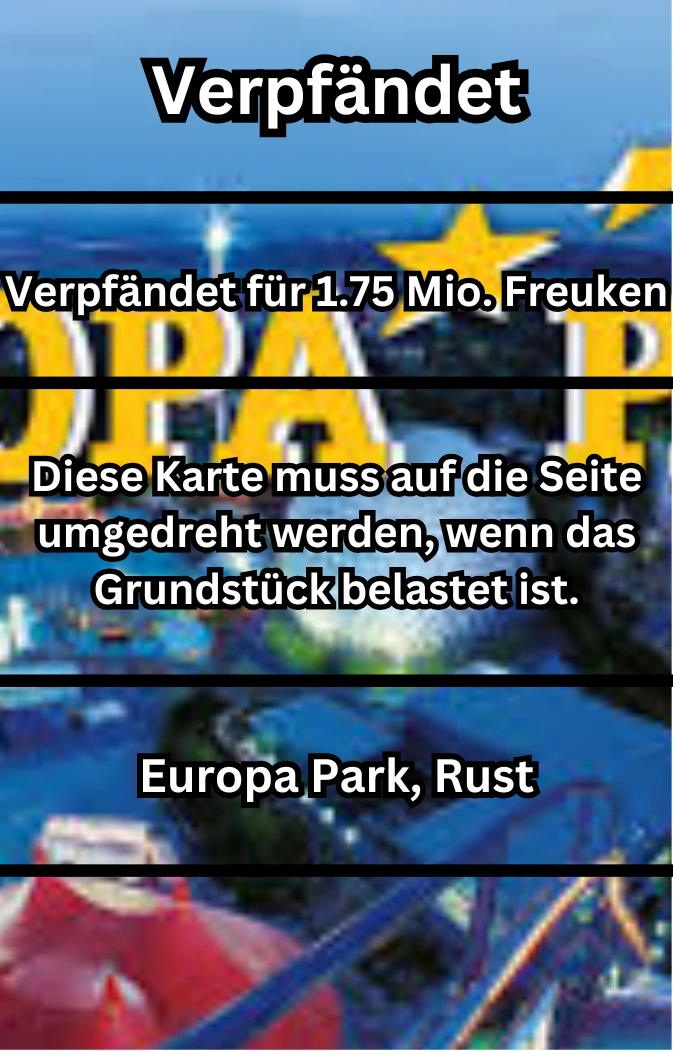 Verpfändet
Verpfändet für 1.75 Mio. Freuken
OPA P
Diese Karte muss auf die Seite
umgedreht werden, wenn das
Grundstück belastet ist.
Europa Park, Rust